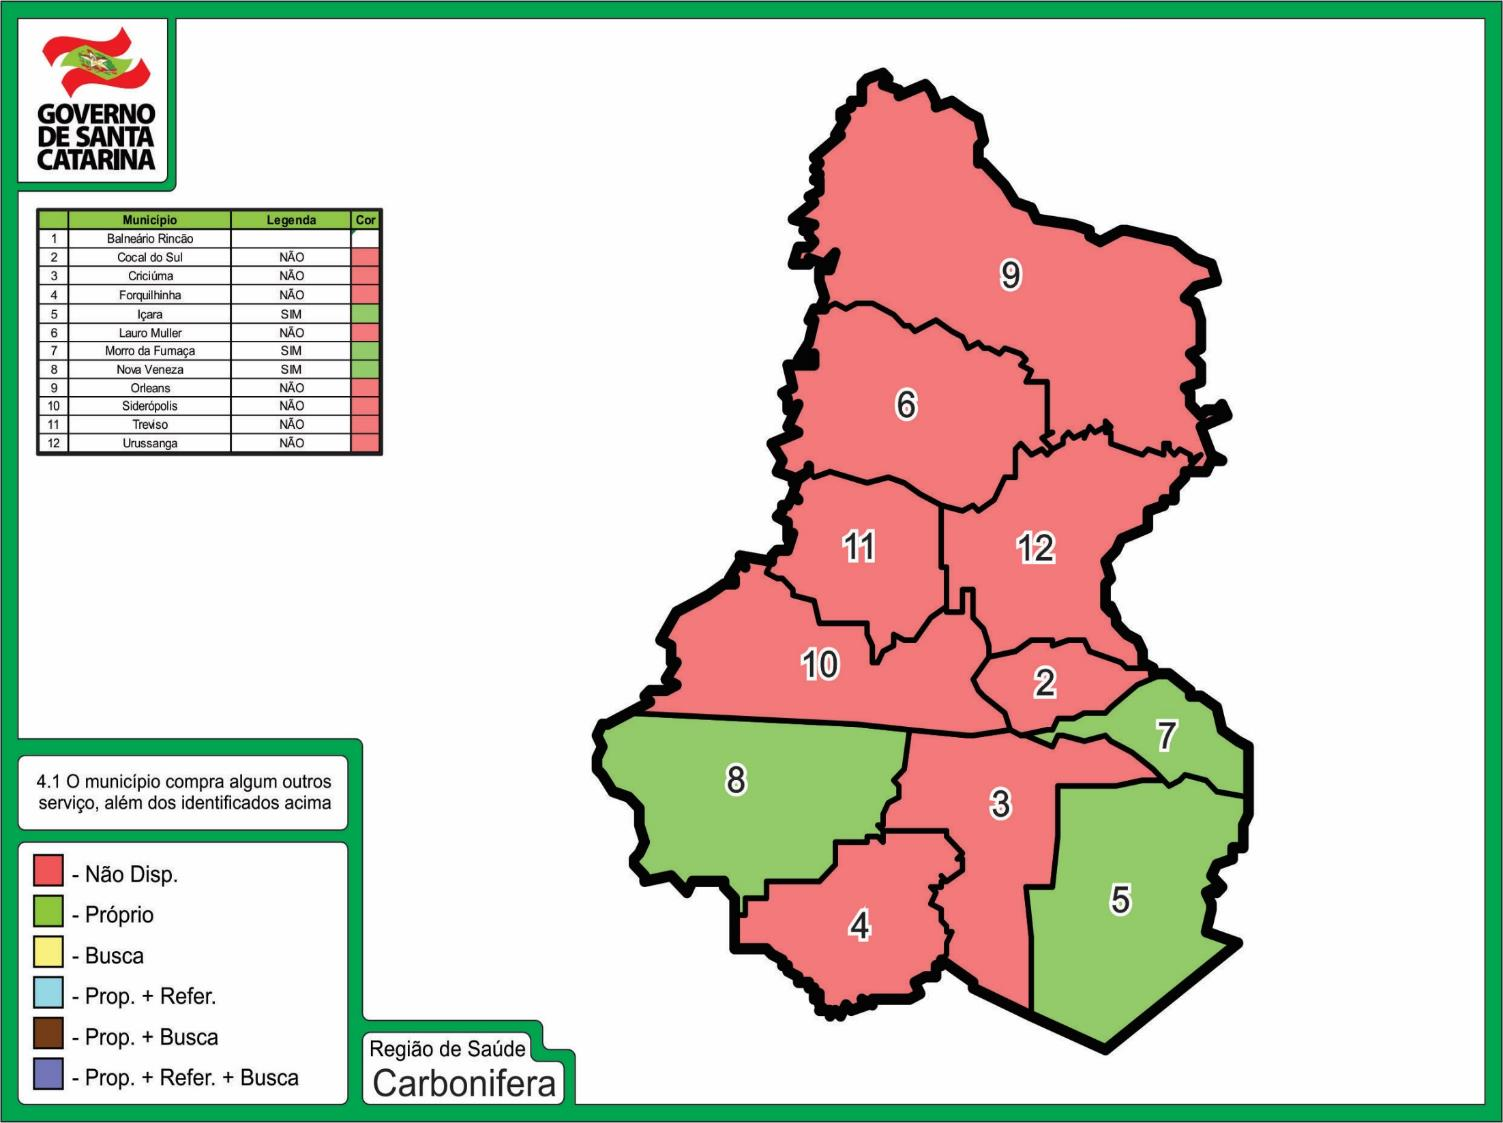 GOVERNO
DE SANTA
CATARINA
Município Legenda Cor
1 Balneário Rincão
2 Cocal do Sul NÃO
3 Criciúma NÃO
4 Forquilhinha NÃO
5 Içara SIM
6 Lauro Muller NÃO
7 Morro da Fumaça SIM
8 Nova Veneza SIM
9 Orleans NÃO
10 Siderópolis NÃO
11 Treviso NÃO
12 Urussanga NÃO
9
6
11
12
10
2
7
8
3
5
4
4.1 O município compra algum outros
serviço, além dos identificados acima
- Não Disp.
- Próprio
- Busca
- Prop. + Refer.
- Prop. + Busca
- Prop. + Refer. + Busca
Região de Saúde
Carbonifera